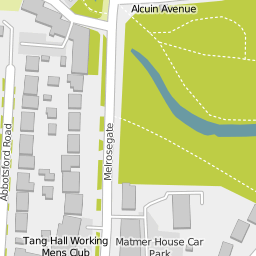 Alcuin Avenue
Melrosegate
Abbotsford Road
Tang Hall Working
Mens Club
Matmer House Car
Park